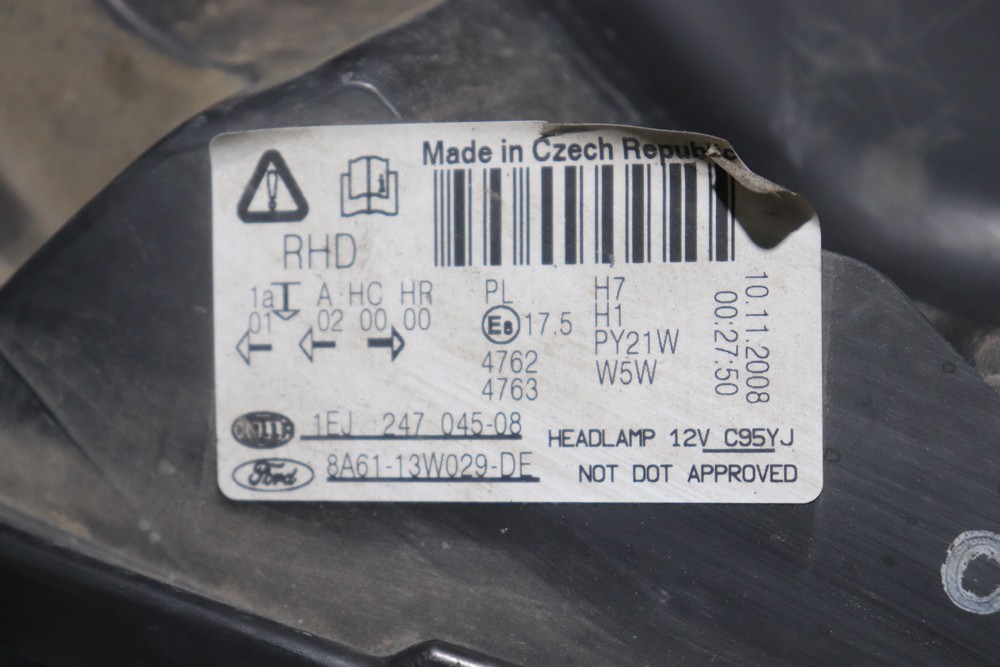 Made in Czech Republic
RHD
1a A HC HR
01 02 00 00
PL
E8 17.5
4762
4763
H7
H1
PY21W
W5W
10.11.2008
00:27:50
HELLA 1EJ 247 045-08
Ford 8A61-13W029-DE
HEADLAMP 12V C95YJ
NOT DOT APPROVED